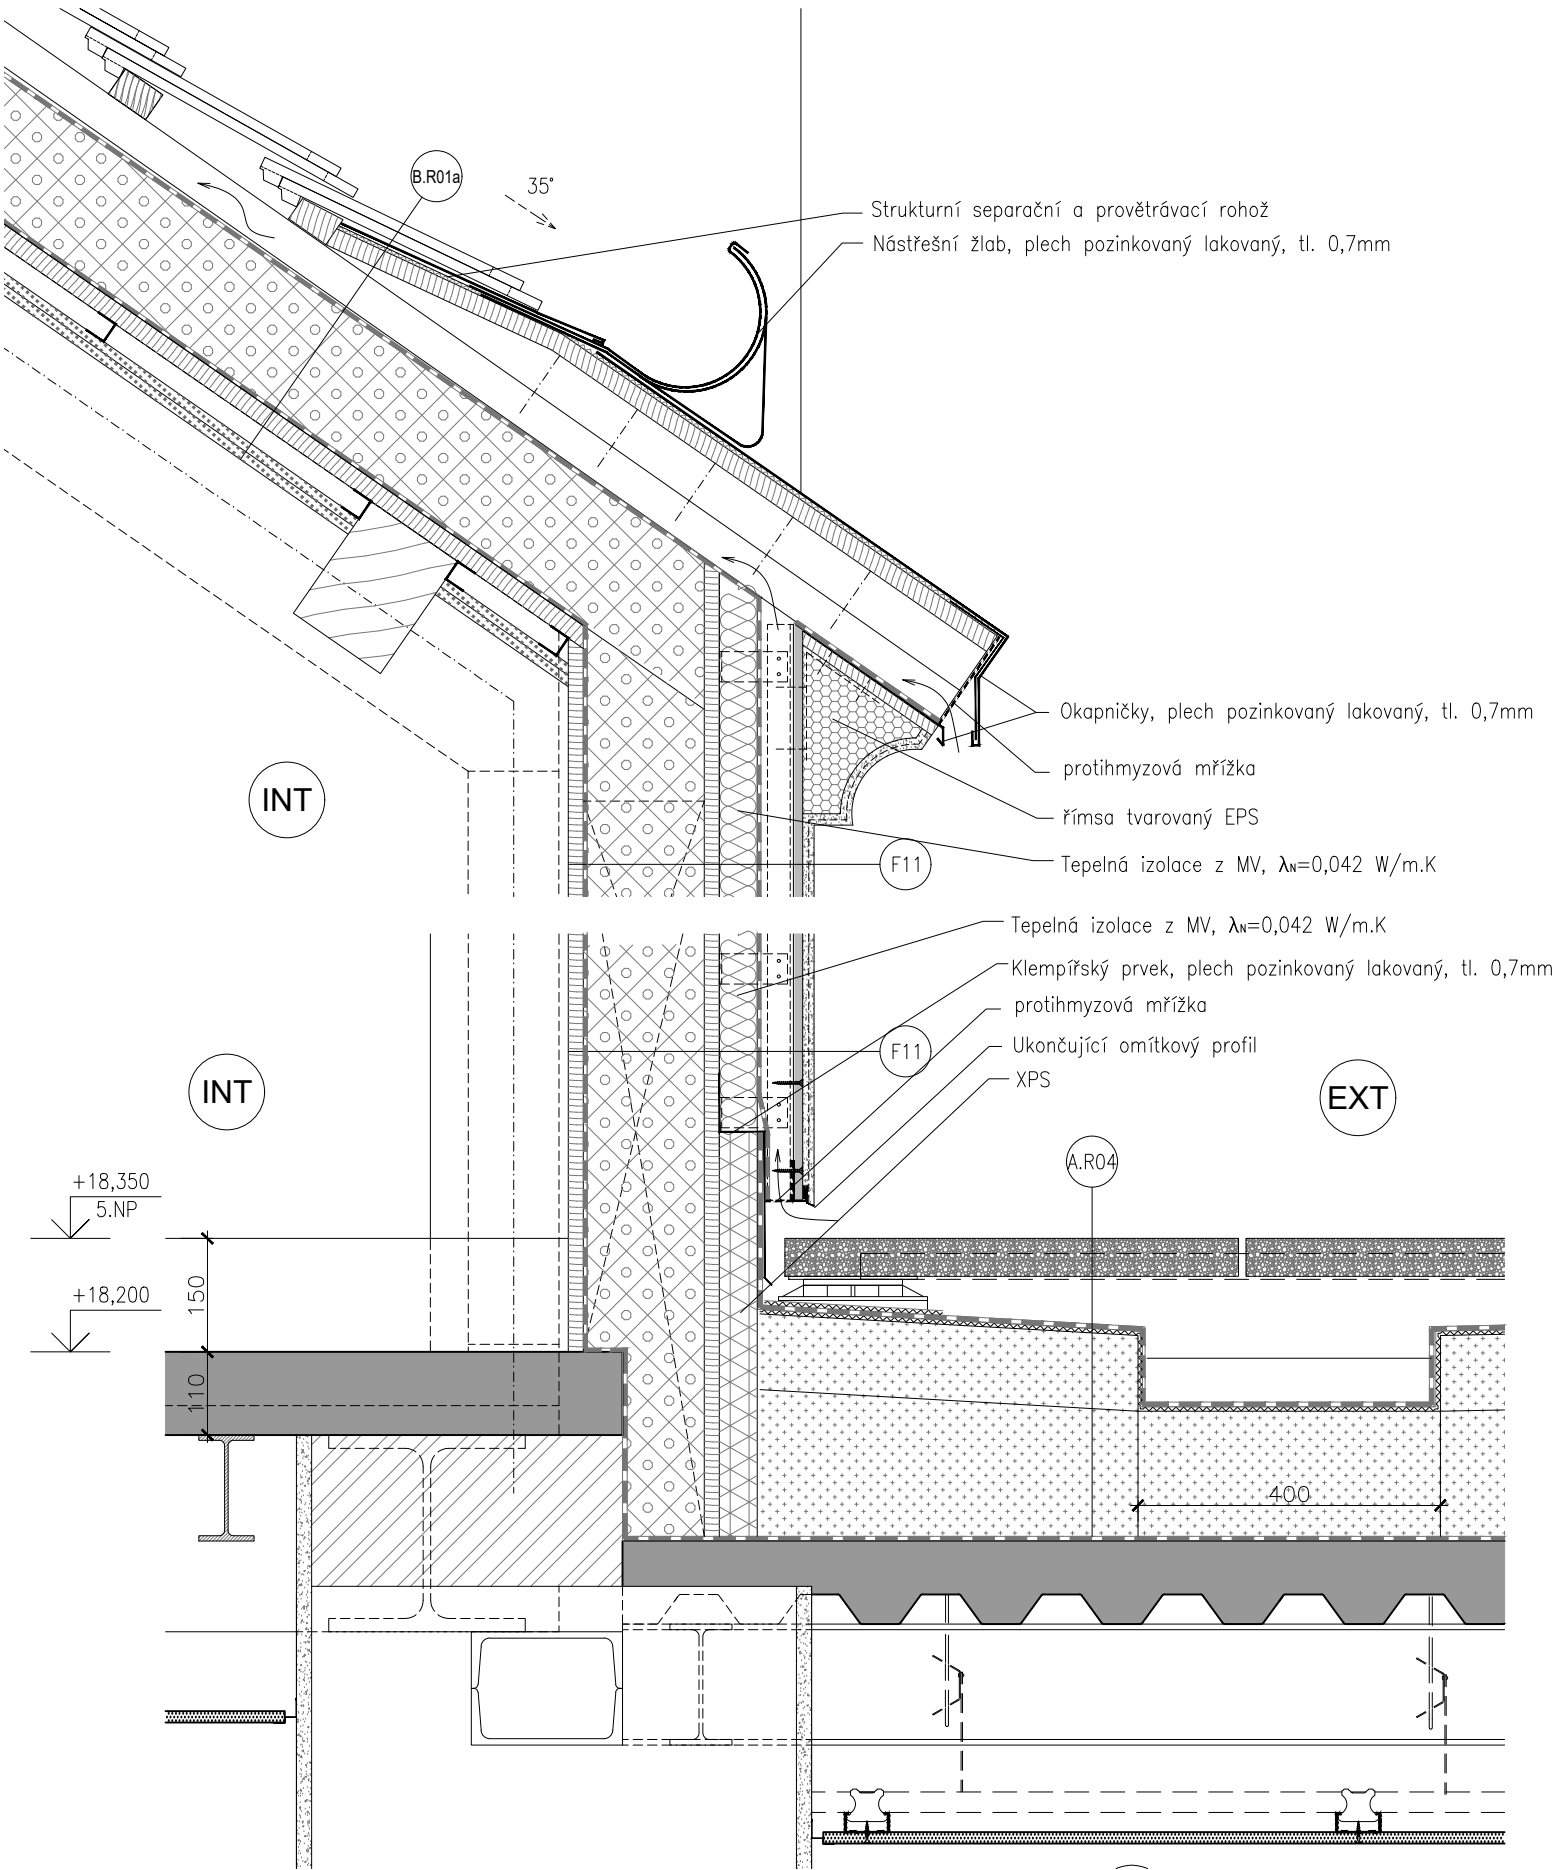 B.R01a
35°
Strukturní separační a provětrávací rohož
Nástřešní žlab, plech pozinkovaný lakovaný, tl. 0,7mm
Okapničky, plech pozinkovaný lakovaný, tl. 0,7mm
protihmyzová mřížka
INT
římsa tvarovaný EPS
F11
Tepelná izolace z MV, λN=0,042 W/m.K
Tepelná izolace z MV, λN=0,042 W/m.K
Klempířský prvek, plech pozinkovaný lakovaný, tl. 0,7mm
protihmyzová mřížka
F11
Ukončující omítkový profil
XPS
INT
EXT
A.R04
+18,350
5.NP
+18,200
150
110
400